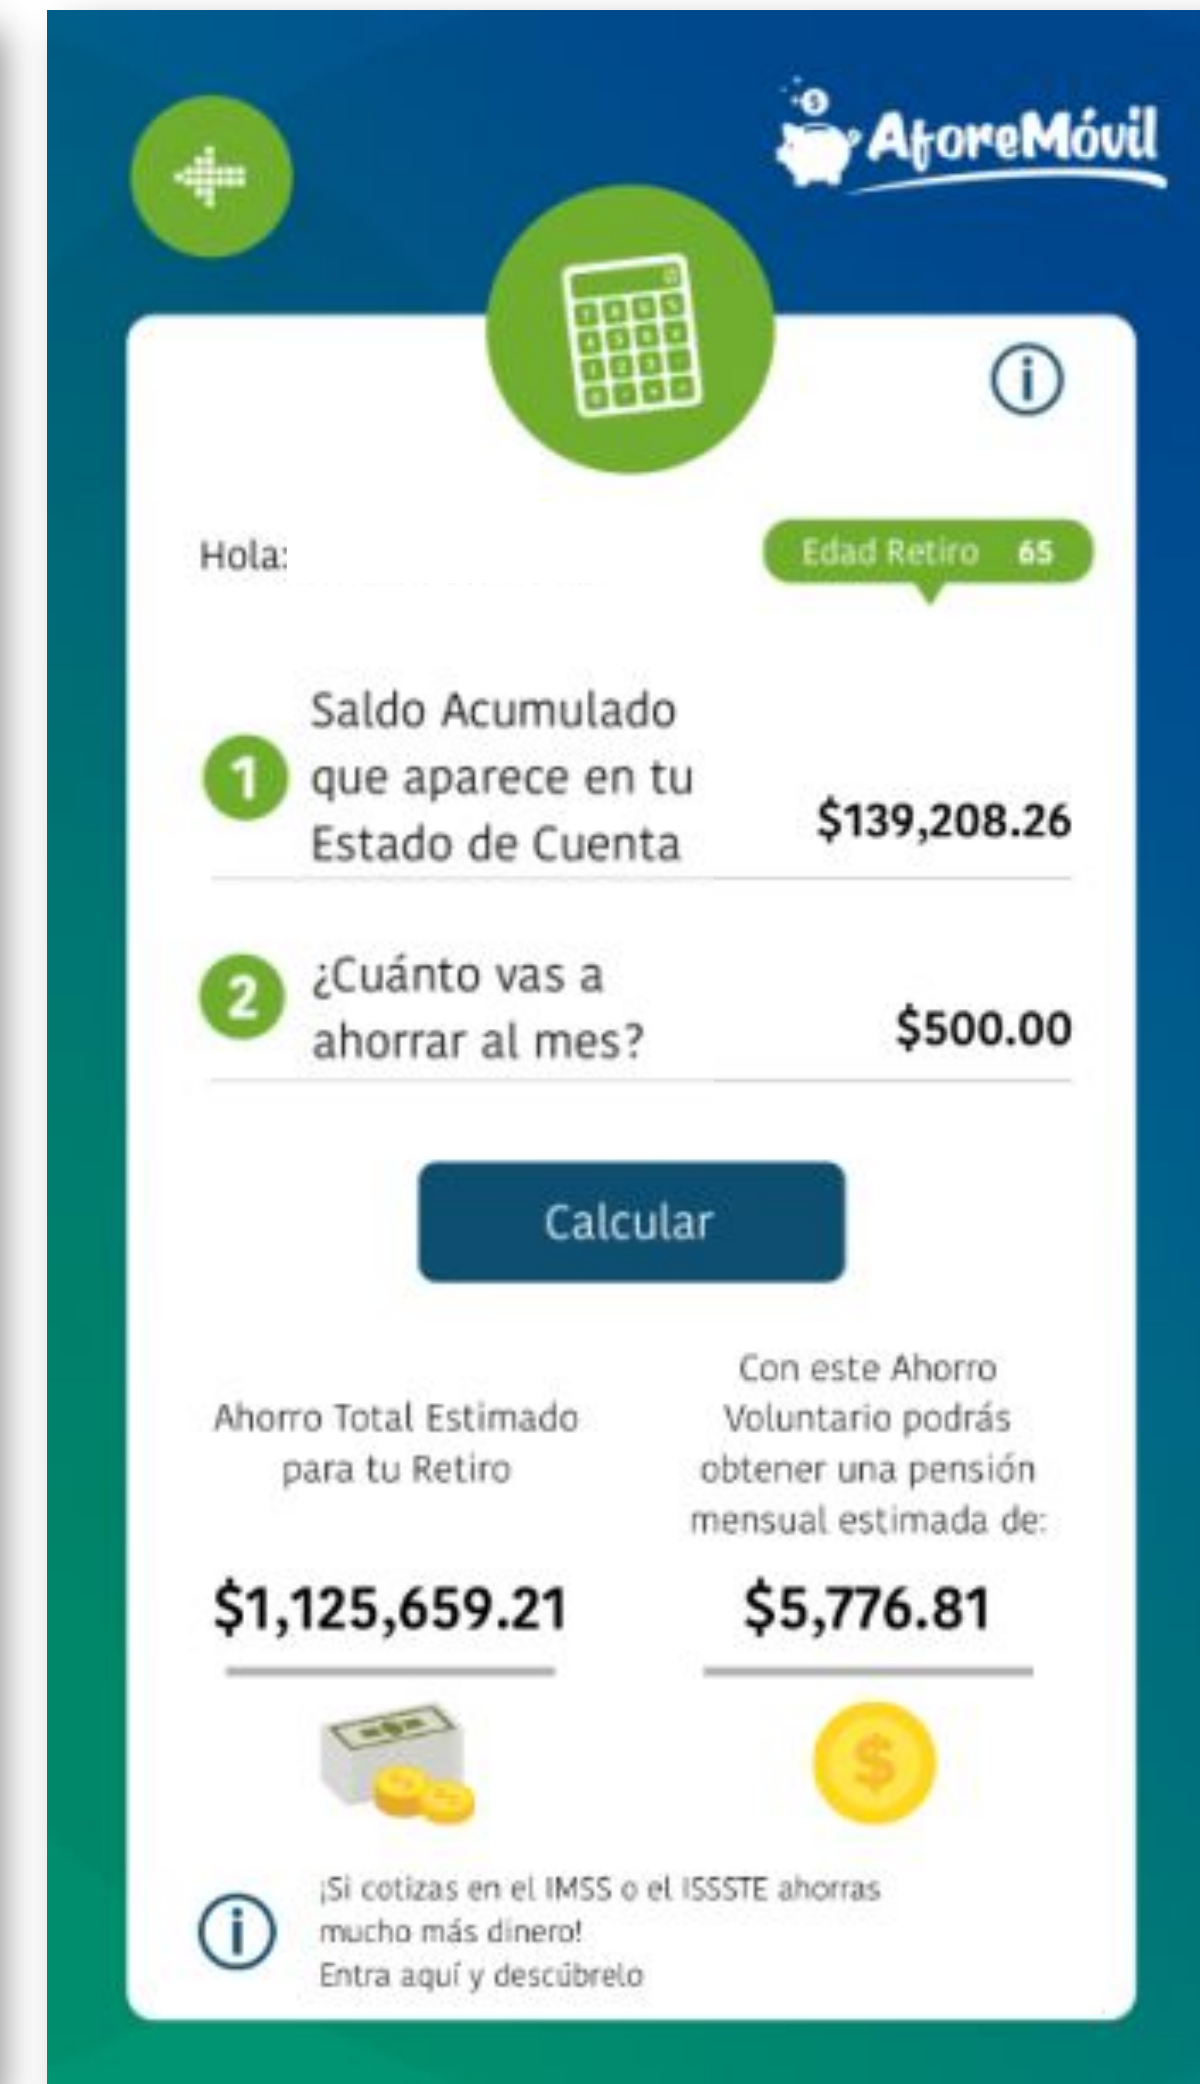 AforeMóvil
Hola:
Edad Retiro 65
1
Saldo Acumulado
que aparece en tu
Estado de Cuenta
$139,208.26
2
¿Cuánto vas a
ahorrar al mes?
$500.00
Calcular
Ahorro Total Estimado
para tu Retiro
$1,125,659.21
Con este Ahorro
Voluntario podrás
obtener una pensión
mensual estimada de:
$5,776.81
¡Si cotizas en el IMSS o el ISSSTE ahorras
mucho más dinero!
Entra aquí y descúbrelo